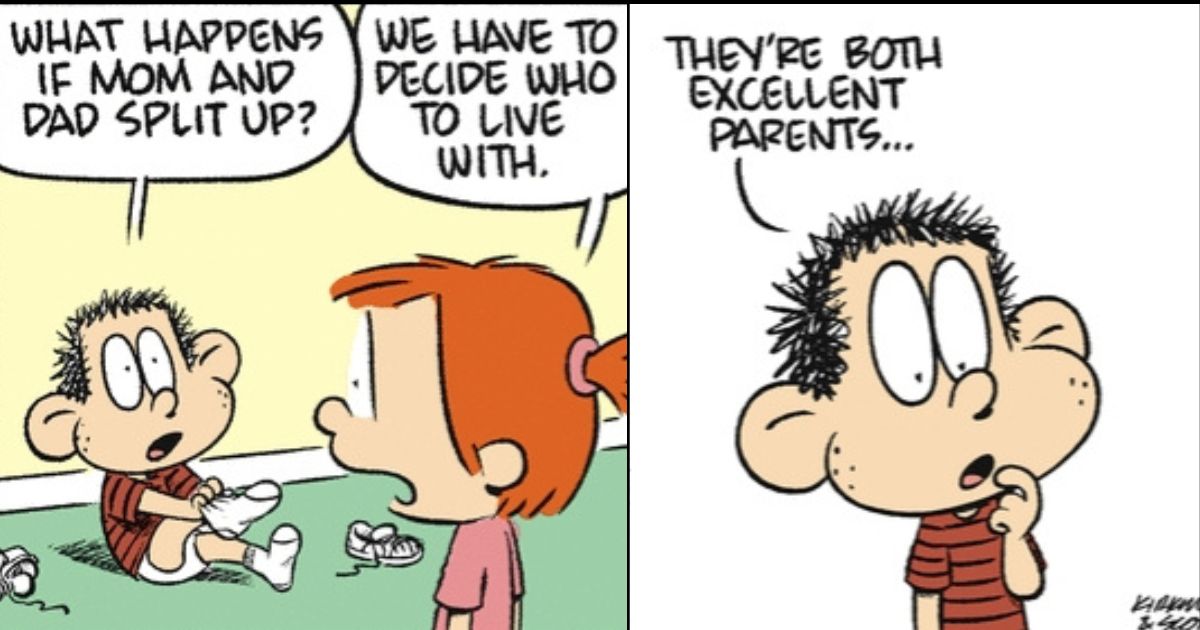 WHAT HAPPENS
IF MOM AND
DAD SPLIT UP?
WE HAVE TO
DECIDE WHO
TO LIVE
WITH.
THEY'RE BOTH
EXCELLENT
PARENTS...